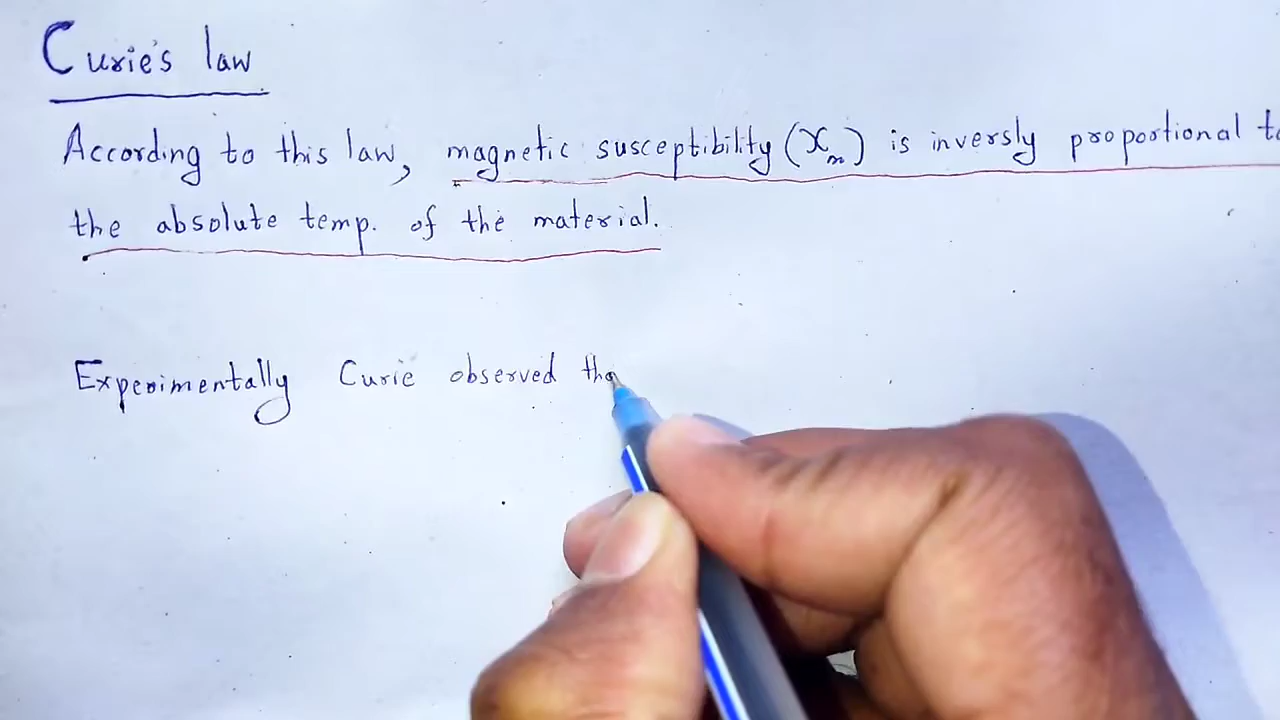 Curie's law
According to this law, magnetic susceptibility (χm) is inversly proportional to
the absolute temp. of the material.
Experimentally Curie observed tha